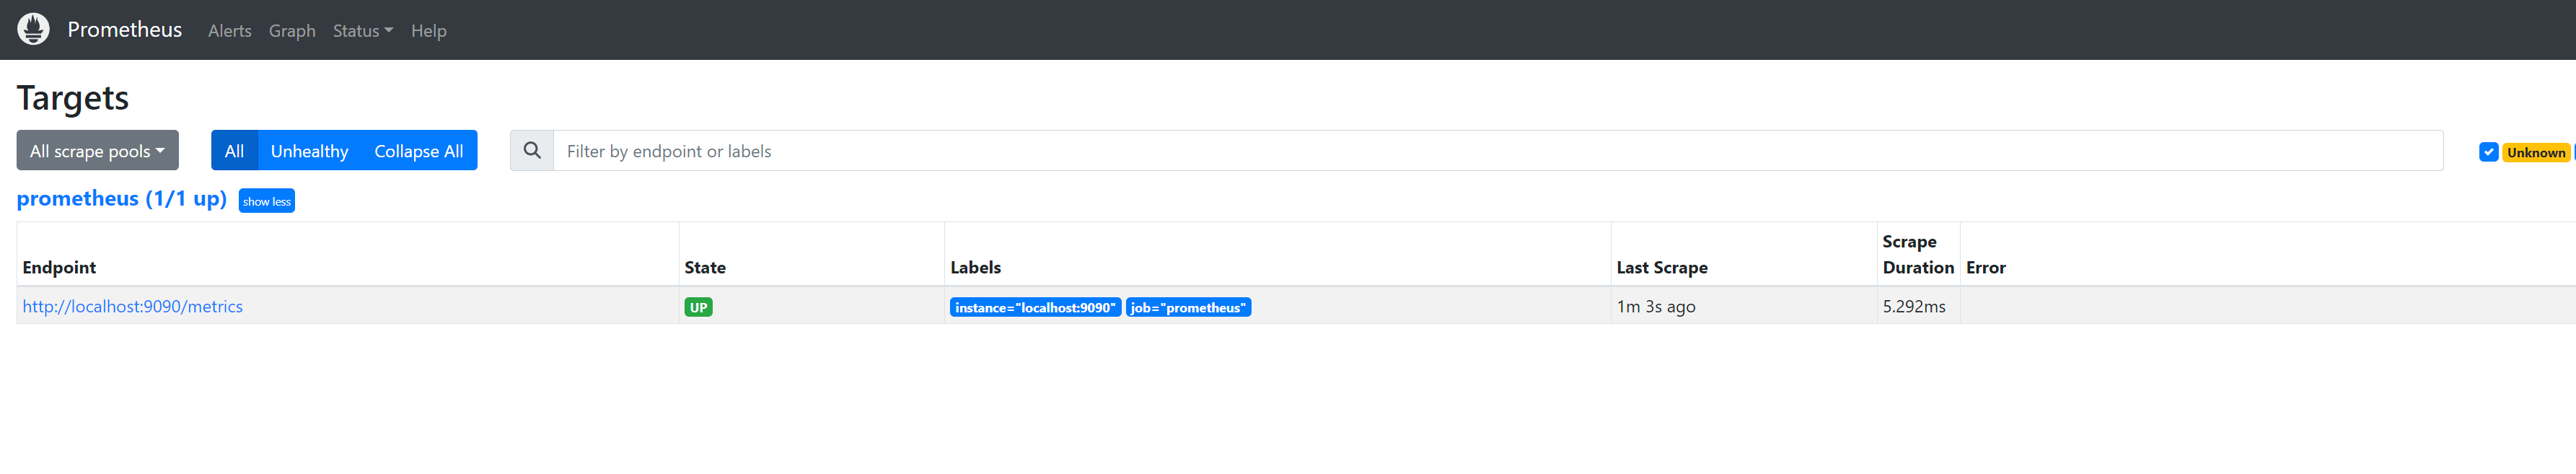 Prometheus Alerts Graph Status Help
Targets
All scrape pools All Unhealthy Collapse All Filter by endpoint or labels Unknown
prometheus (1/1 up) show less
Endpoint State Labels Last Scrape Scrape Duration Error
http://localhost:9090/metrics UP instance="localhost:9090" job="prometheus" 1m 3s ago 5.292ms